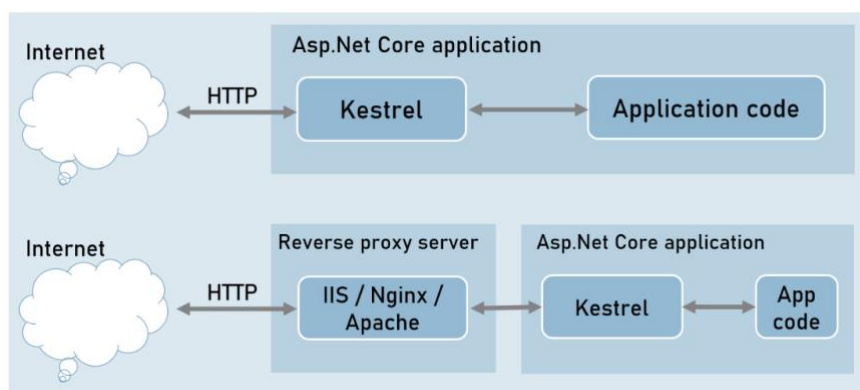 Internet
Asp.Net Core application
HTTP
Kestrel
Application code
Internet
Reverse proxy server
Asp.Net Core application
HTTP
IIS / Nginx /
Apache
Kestrel
App
code